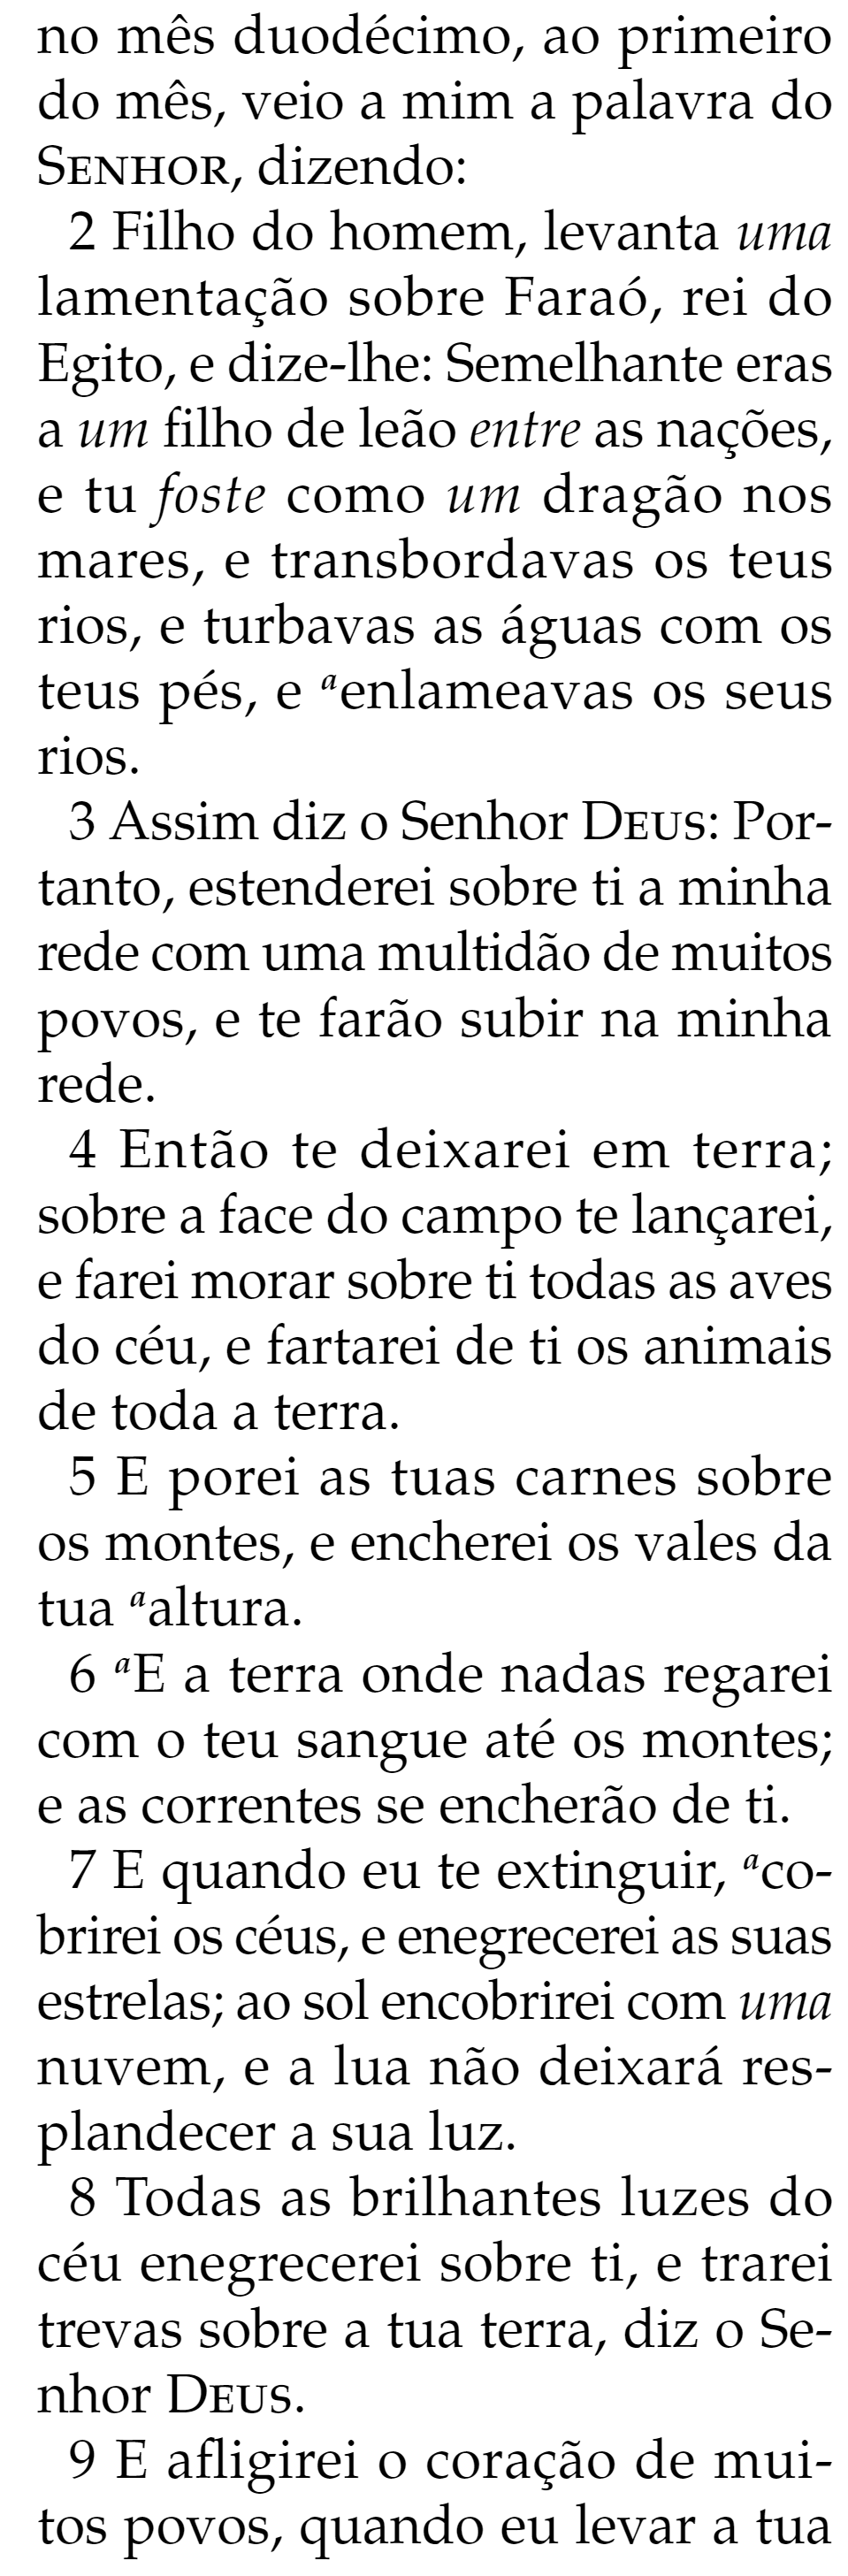 no mês duodécimo, ao primeiro
do mês, veio a mim a palavra do
SENHOR, dizendo:
2 Filho do homem, levanta uma
lamentação sobre Faraó, rei do
Egito, e dize-lhe: Semelhante eras
a um filho de leão entre as nações,
e tu foste como um dragão nos
mares, e transbordavas os teus
rios, e turbavas as águas com os
teus pés, e ᵃenlameavas os seus
rios.
3 Assim diz o Senhor DEUS: Por-
tanto, estenderei sobre ti a minha
rede com uma multidão de muitos
povos, e te farão subir na minha
rede.
4 Então te deixarei em terra;
sobre a face do campo te lançarei,
e farei morar sobre ti todas as aves
do céu, e fartarei de ti os animais
de toda a terra.
5 E porei as tuas carnes sobre
os montes, e encherei os vales da
tua ᵃaltura.
6 ᵃE a terra onde nadas regarei
com o teu sangue até os montes;
e as correntes se encherão de ti.
7 E quando eu te extinguir, ᵃco-
brirei os céus, e enegrecerei as suas
estrelas; ao sol encobrirei com uma
nuvem, e a lua não deixará res-
plandecer a sua luz.
8 Todas as brilhantes luzes do
céu enegrecerei sobre ti, e trarei
trevas sobre a tua terra, diz o Se-
nhor DEUS.
9 E afligirei o coração de mui-
tos povos, quando eu levar a tua